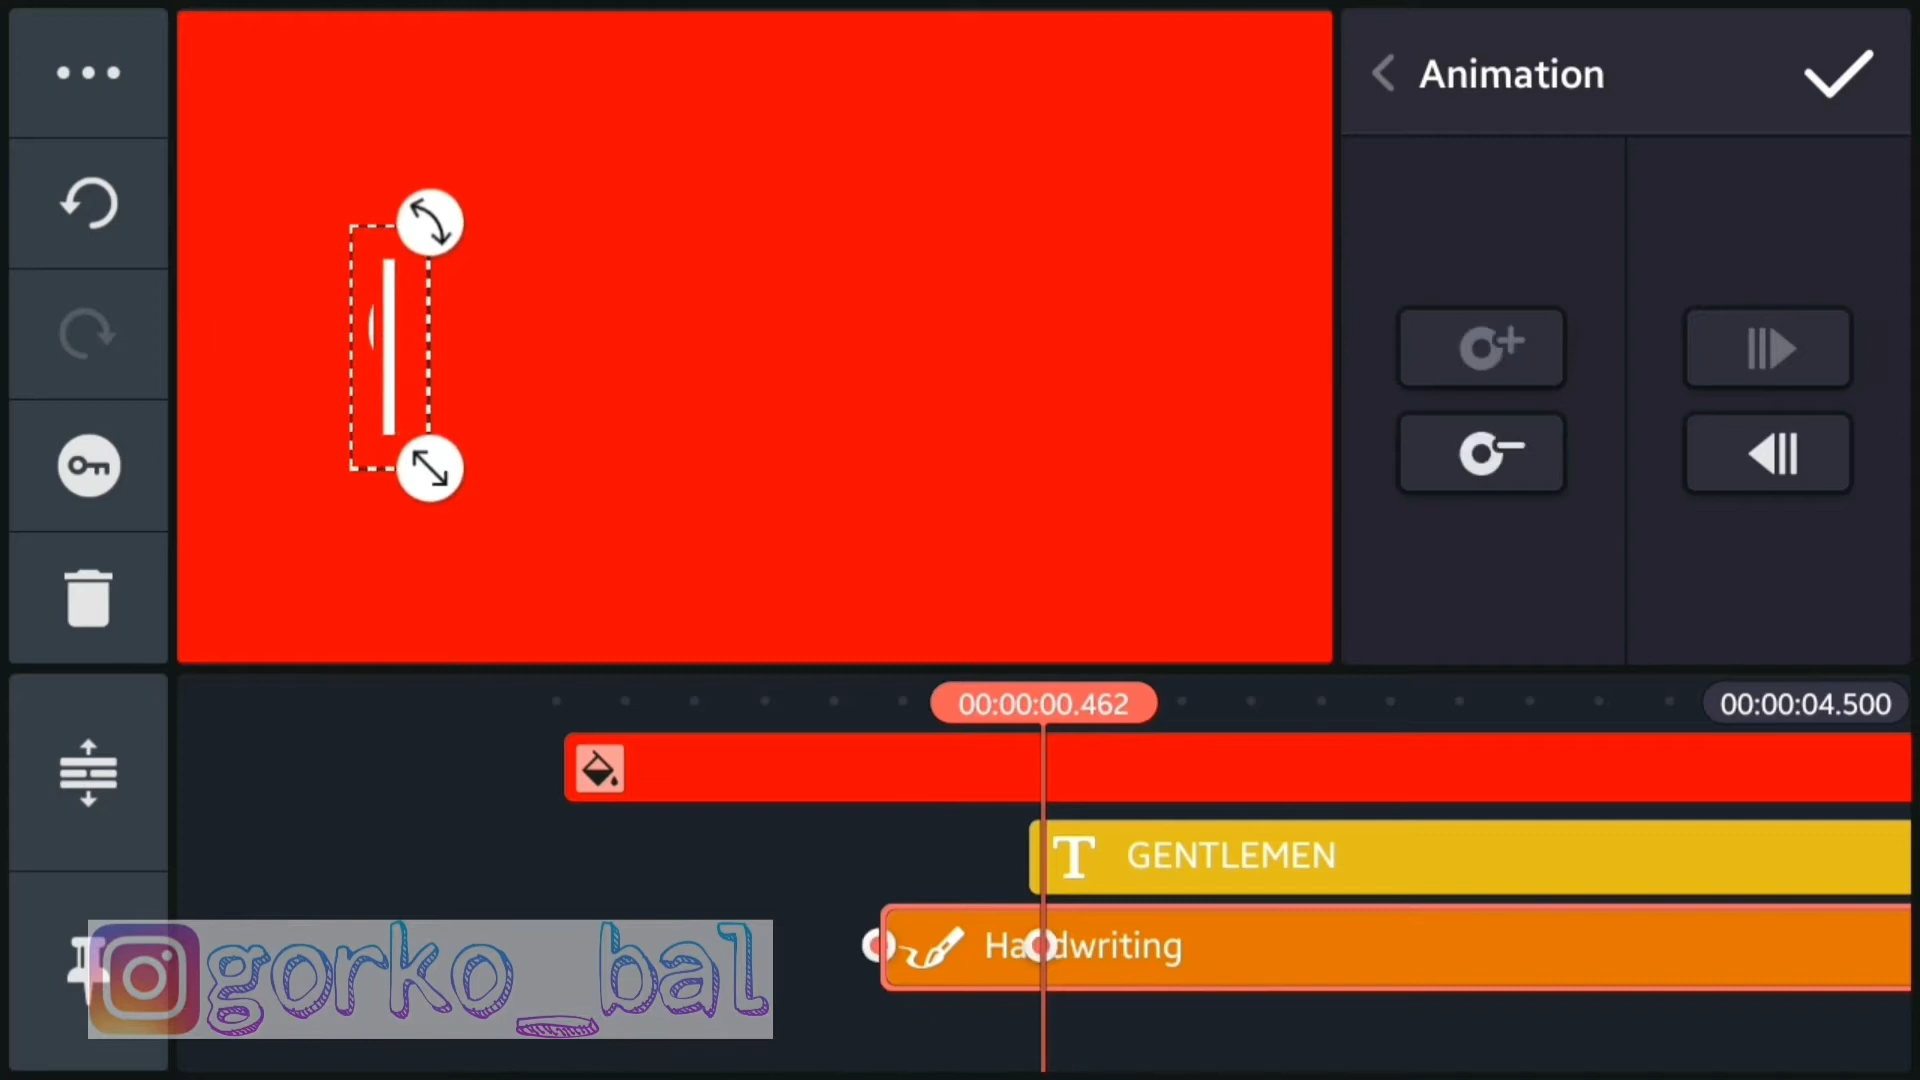 Animation
00:00:00.462
00:00:04.500
T GENTLEMEN
Handwriting
gorko_bal